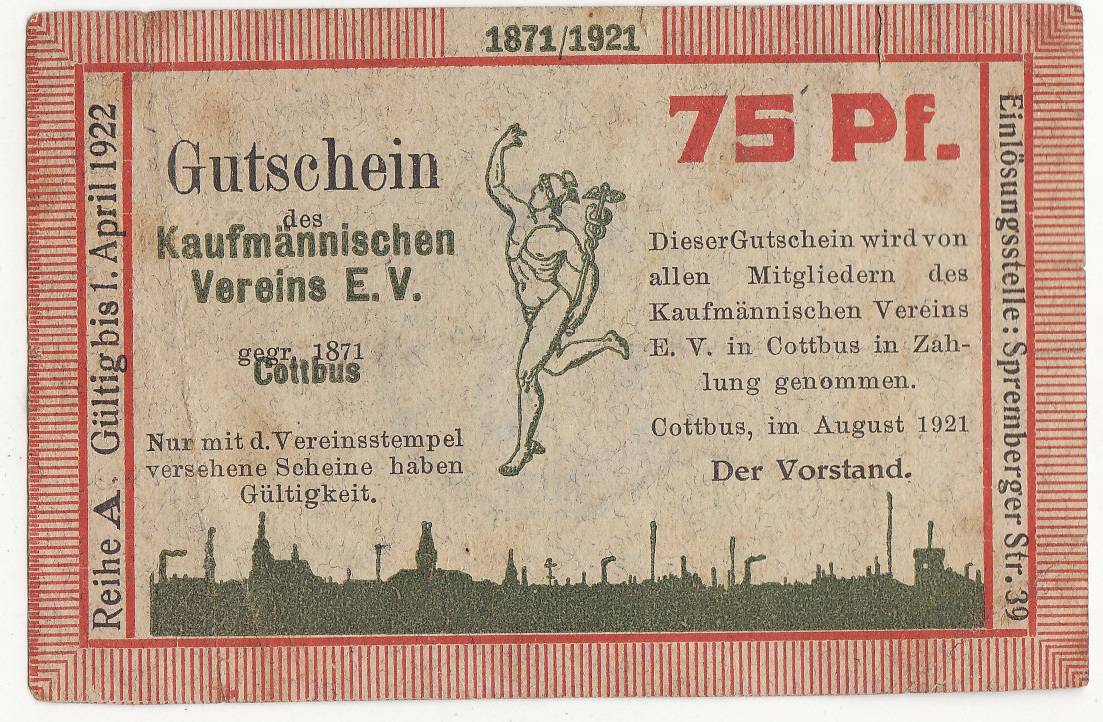 1871/1921
Reihe A. Gültig bis 1. April 1922
Gutschein
des
Kaufmännischen
Vereins E. V.
gegr. 1871
Cottbus
Nur mit d. Vereinsstempel
versehene Scheine haben
Gültigkeit.
75 Pf.
Dieser Gutschein wird von
allen Mitgliedern des
Kaufmännischen Vereins
E. V. in Cottbus in Zah-
lung genommen.
Cottbus, im August 1921
Der Vorstand.
Einlösungsstelle: Spremberger Str. 39